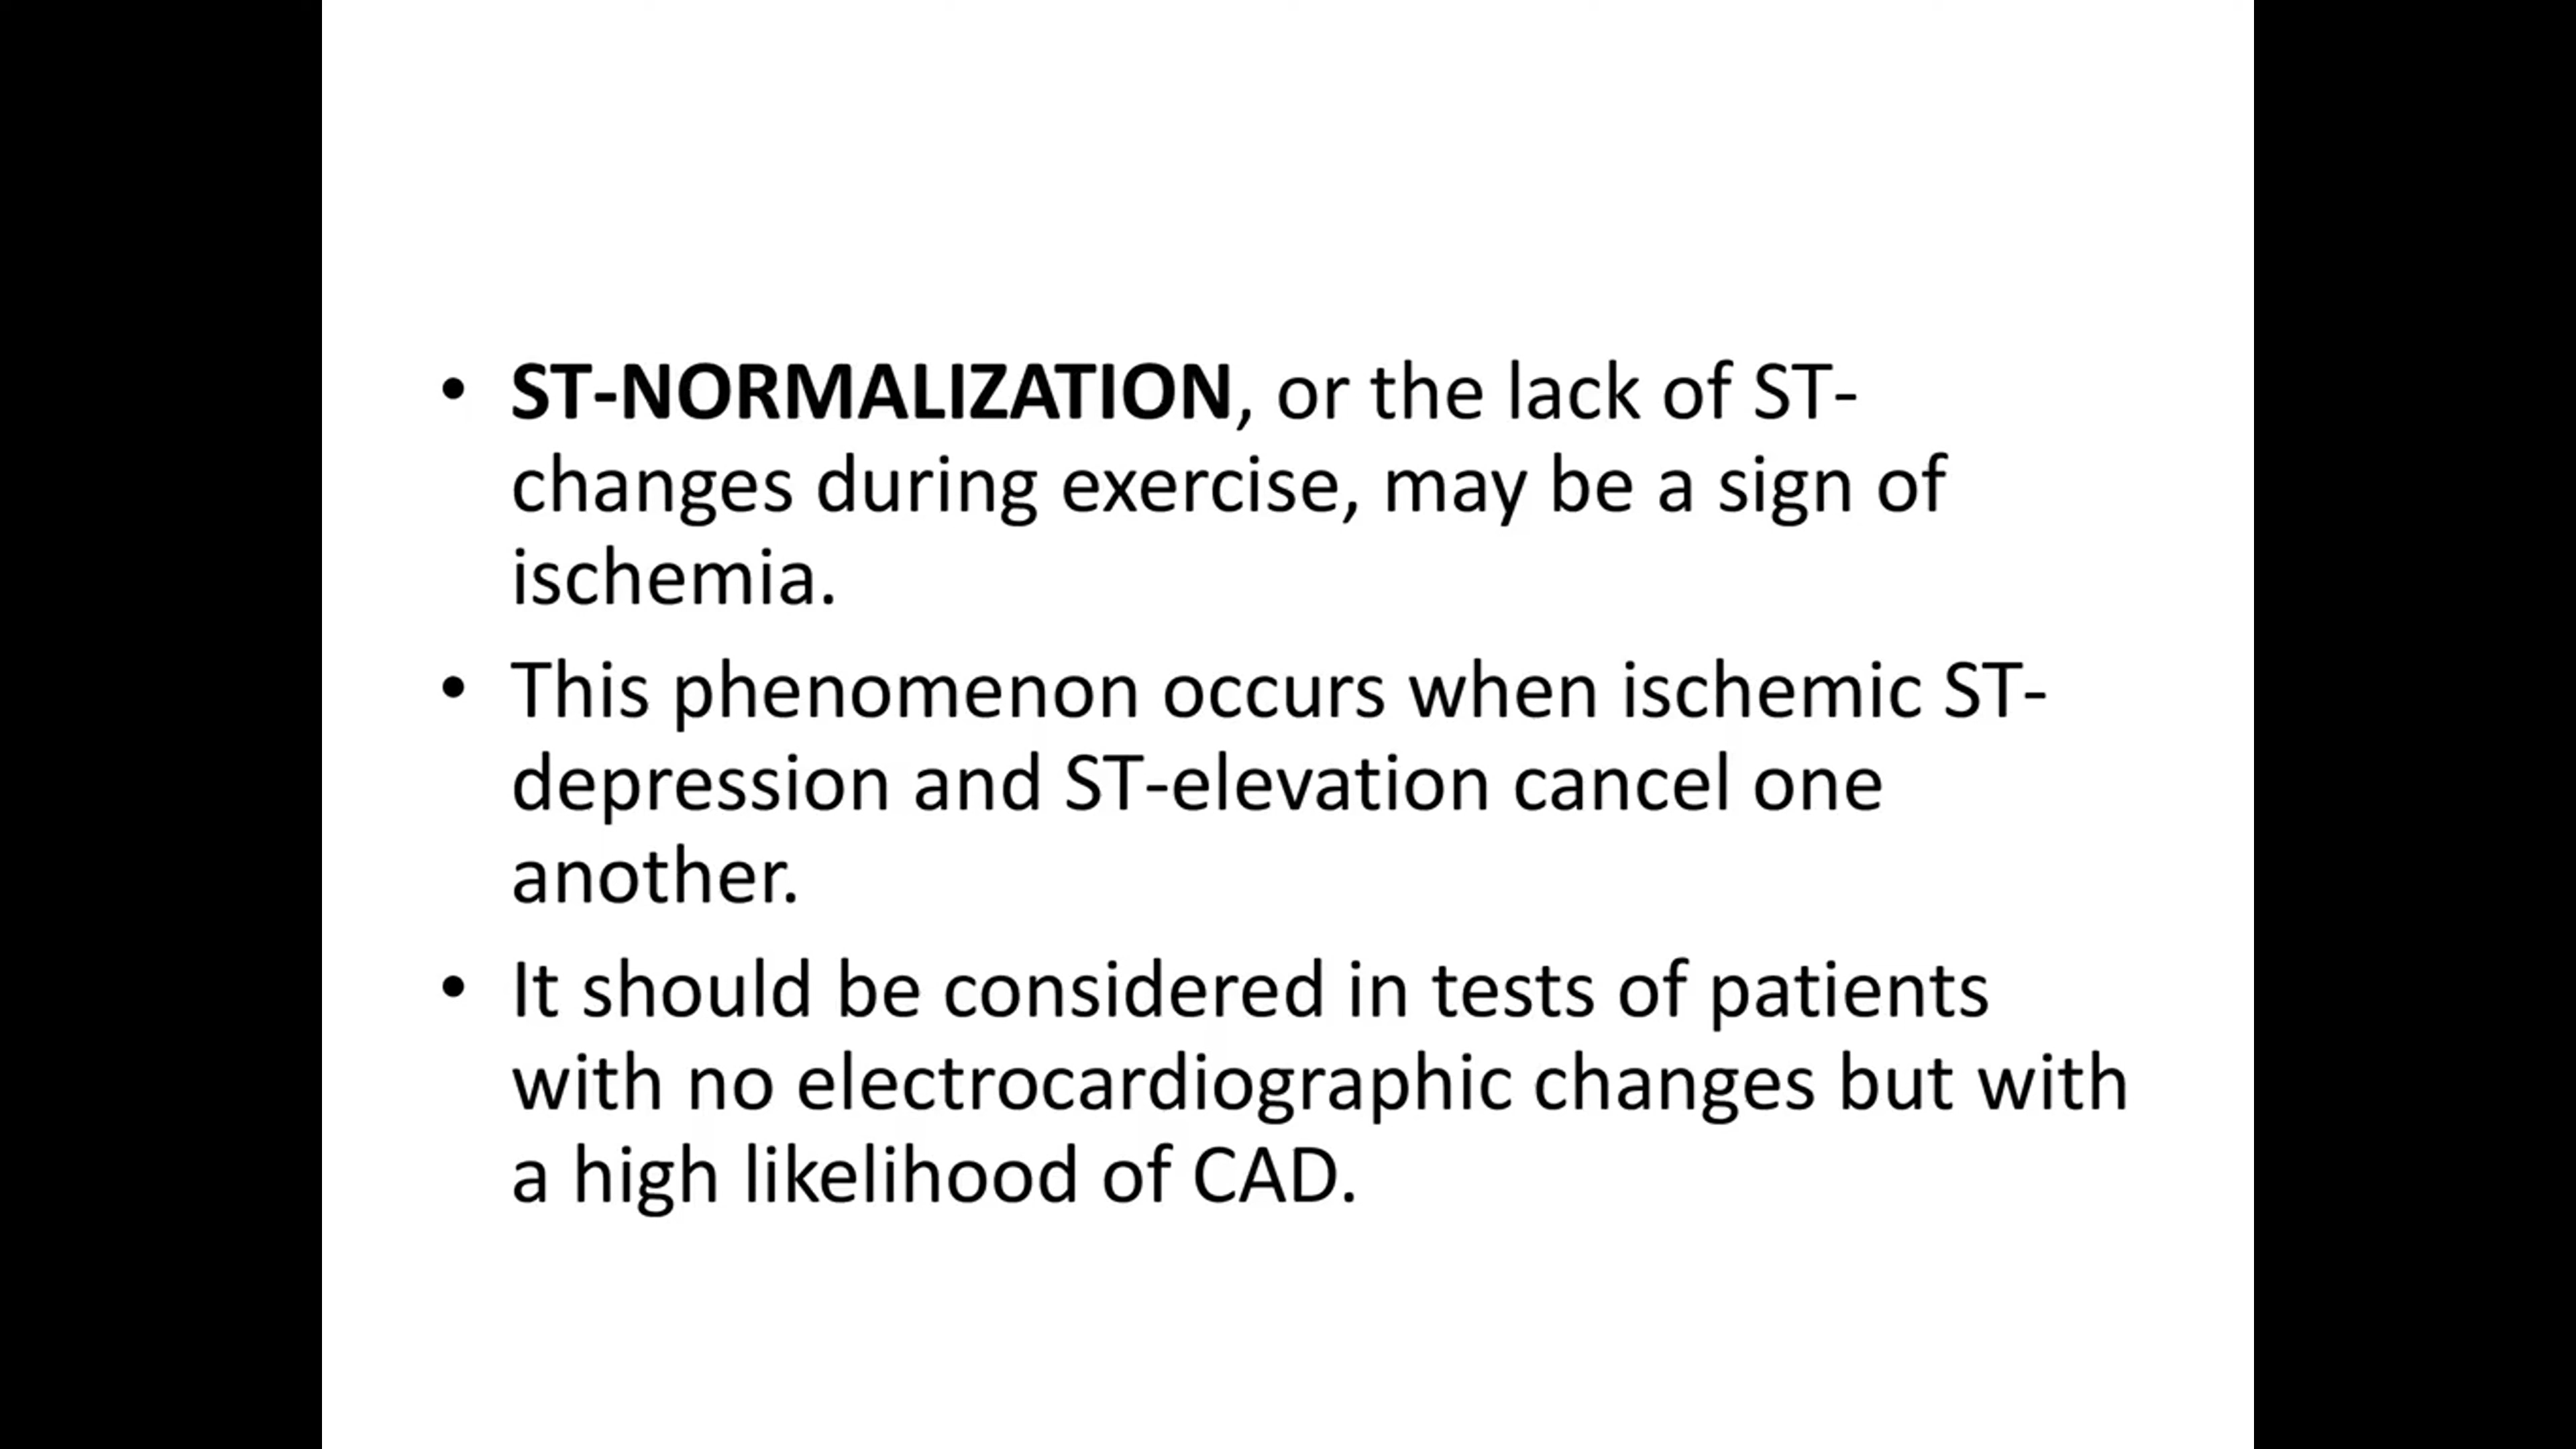 • ST-NORMALIZATION, or the lack of ST-
changes during exercise, may be a sign of
ischemia.
• This phenomenon occurs when ischemic ST-
depression and ST-elevation cancel one
another.
• It should be considered in tests of patients
with no electrocardiographic changes but with
a high likelihood of CAD.